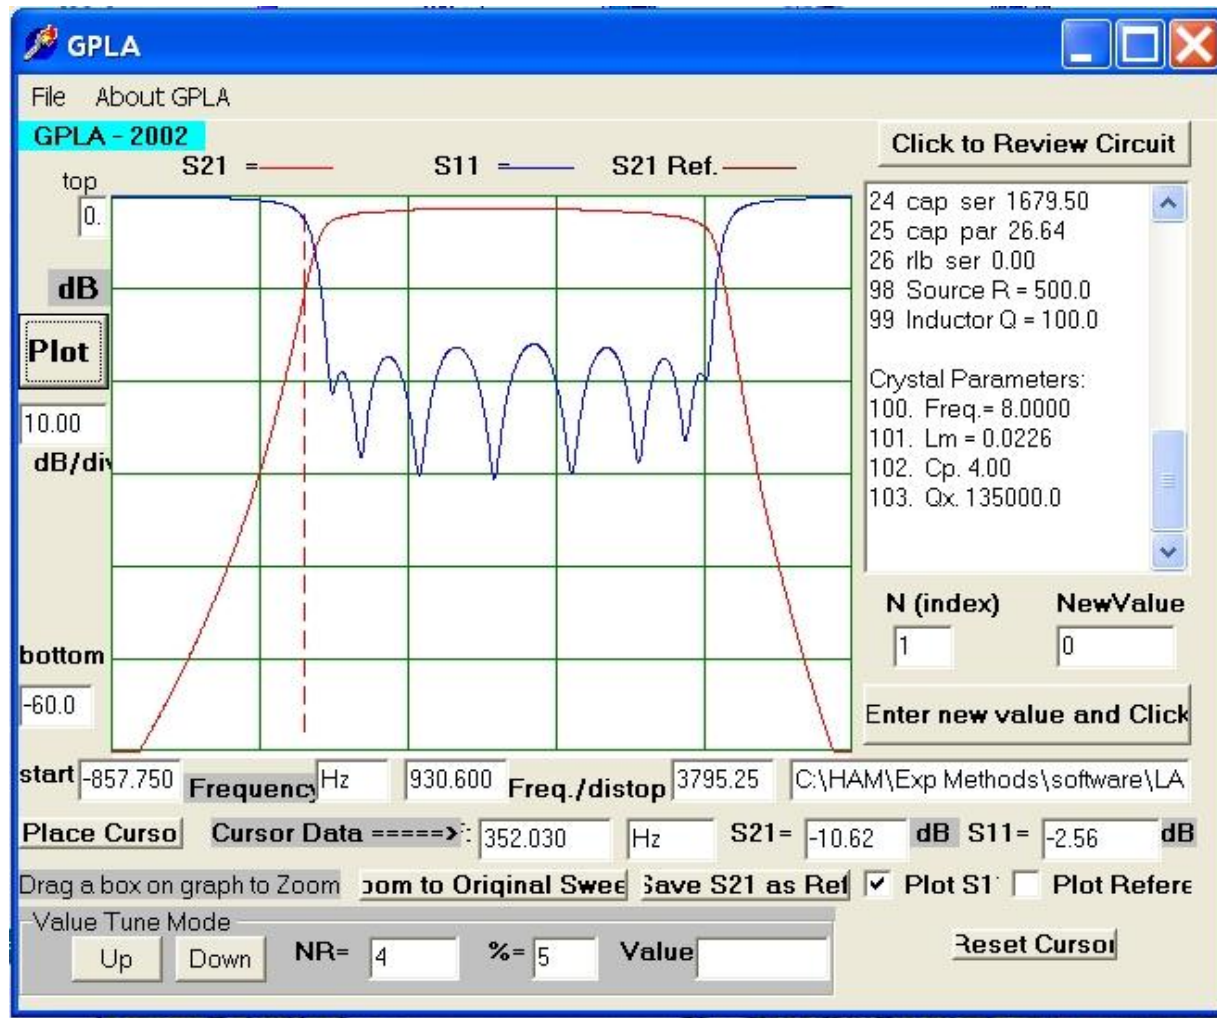 GPLA
File About GPLA
GPLA - 2002
Click to Review Circuit
S21 = S11 = S21 Ref.
top
0.
dB
Plot
10.00
dB/div
bottom
-60.0
24 cap ser 1679.50
25 cap par 26.64
26 rlb ser 0.00
98 Source R = 500.0
99 Inductor Q = 100.0
Crystal Parameters:
100. Freq.= 8.0000
101. Lm = 0.0226
102. Cp. 4.00
103. Qx. 135000.0
N (index) NewValue
1 0
Enter new value and Click
start -857.750 Frequency Hz 930.600 Freq./distop 3795.25 C:\HAM\Exp Methods\software\LA
Place Curso Cursor Data =====> : 352.030 Hz S21= -10.62 dB S11= -2.56 dB
Drag a box on graph to Zoom oom to Original Swee Save S21 as Ref Plot S1 Plot Refere
Value Tune Mode
Up Down NR= 4 %= 5 Value
Reset Cursor